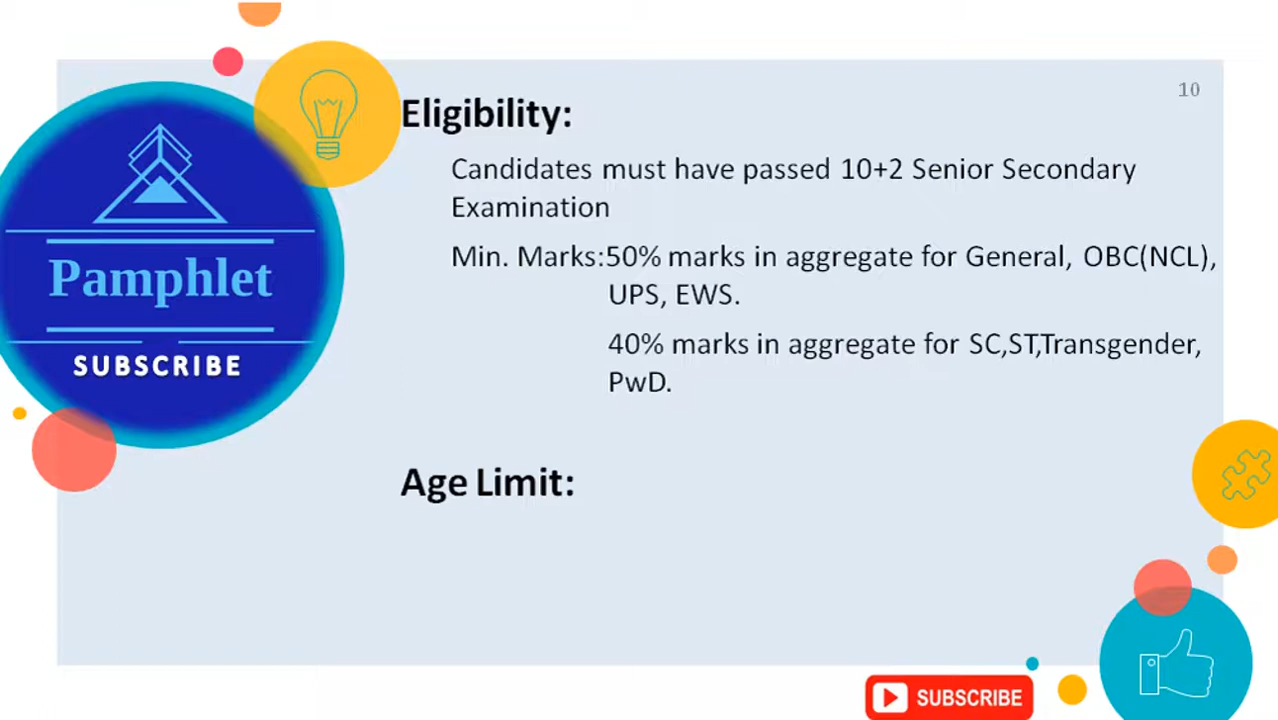 10
Eligibility:
Candidates must have passed 10+2 Senior Secondary
Examination
Min. Marks:50% marks in aggregate for General, OBC(NCL),
UPS, EWS.
40% marks in aggregate for SC,ST,Transgender,
PwD.
Age Limit:
Pamphlet
SUBSCRIBE
SUBSCRIBE